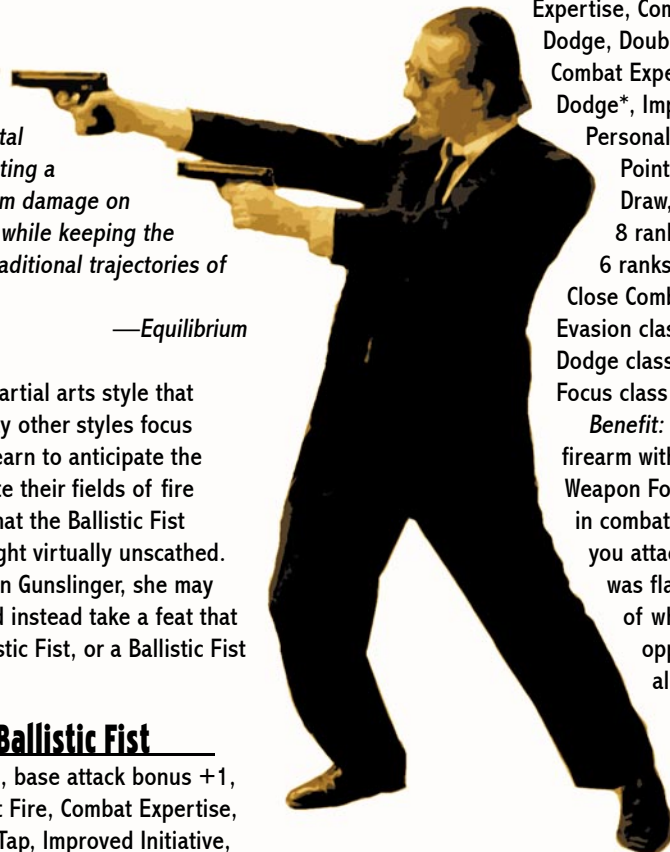 tal
ting a
m damage on
while keeping the
aditional trajectories of
—Equilibrium
artial arts style that
y other styles focus
earn to anticipate the
te their fields of fire
hat the Ballistic Fist
ght virtually unscathed.
n Gunslinger, she may
d instead take a feat that
stic Fist, or a Ballistic Fist
Ballistic Fist
, base attack bonus +1,
t Fire, Combat Expertise,
Tap, Improved Initiative,
Expertise, Com
Dodge, Doub
Combat Expe
Dodge*, Imp
Personal
Point
Draw,
8 ranl
6 ranks
Close Comb
Evasion clas
Dodge class
Focus class
Benefit:
firearm with
Weapon Fo
in combat
you attac
was fla
of wh
opp
al